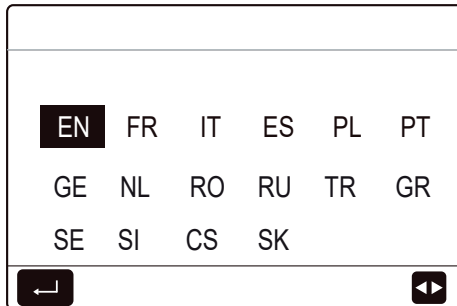 EN FR IT ES PL PT
GE NL RO RU TR GR
SE SI CS SK